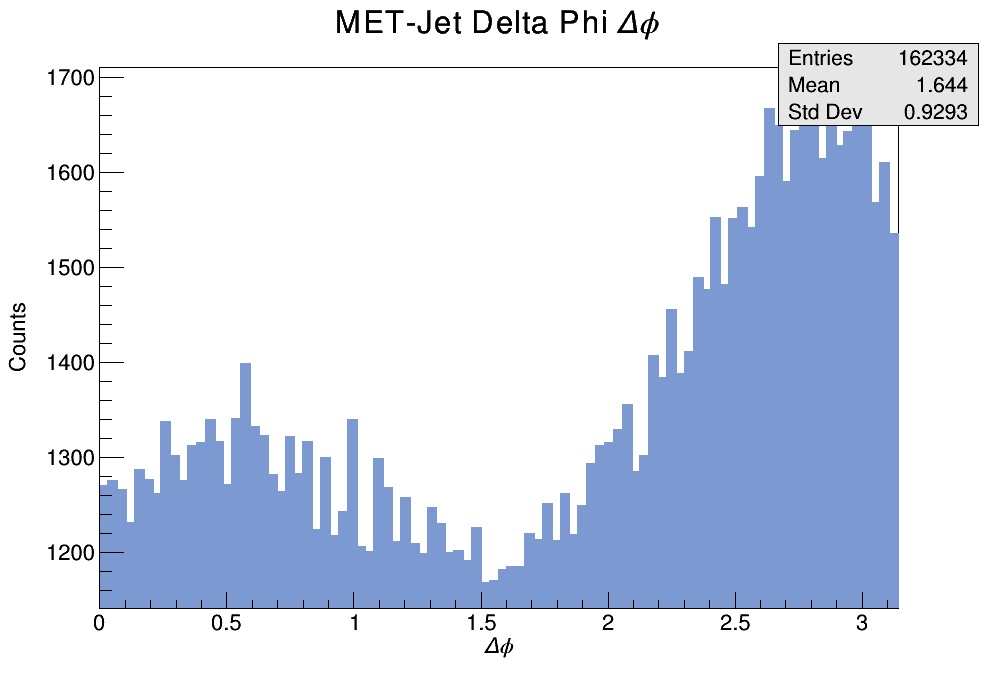 MET-Jet Delta Phi Δϕ
Entries 162334
Mean 1.644
Std Dev 0.9293
1700
1600
1500
1400
1300
1200
Counts
0 0.5 1 1.5 2 2.5 3
Δϕ